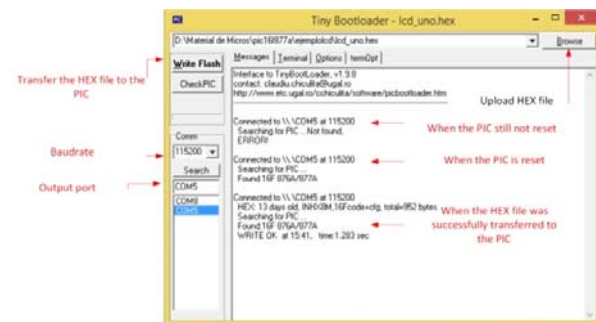 Tiny Bootloader - lcd_uno.hex
D:\Material de Micros\pic16f877a\ejemplolcd\lcd_uno.hex
Browse
Write Flash
CheckPIC
Messages
Terminal
Options
termOpt
Transfer the HEX file to the
PIC
Interface to TinyBootLoader, v1.9.8
contact: claudiu.chiculita@ugal.ro
http://www.etc.ugal.ro/cchiculita/software/picbootloader.htm
Upload HEX file
Connected to \\.\COM5 at 115200
Searching for PIC ...Not found.
ERROR!
When the PIC still not reset
Comm
115200
Baudrate
Search
Connected to \\.\COM5 at 115200
Searching for PIC ...
Found:16F 876A/877A
When the PIC is reset
Output port
COM5
COM8
COM5
Connected to \\.\COM5 at 115200
HEX: 13 days old, INHX8M,16Fcode+cfg, total=952 bytes.
Searching for PIC ...
Found:16F 876A/877A
WRITE OK at 15:41, time:1.283 sec
When the HEX file was
successfully transferred to
the PIC